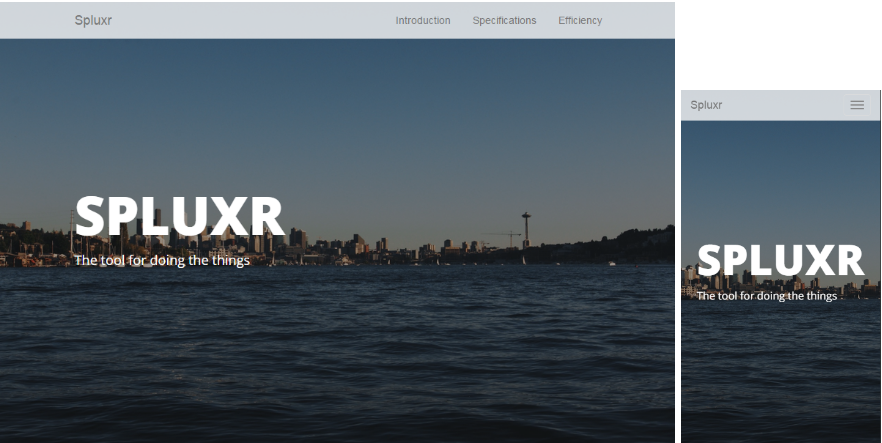 Spluxr
Introduction Specifications Efficiency
SPLUXR
The tool for doing the things
Spluxr
SPLUXR
The tool for doing the things